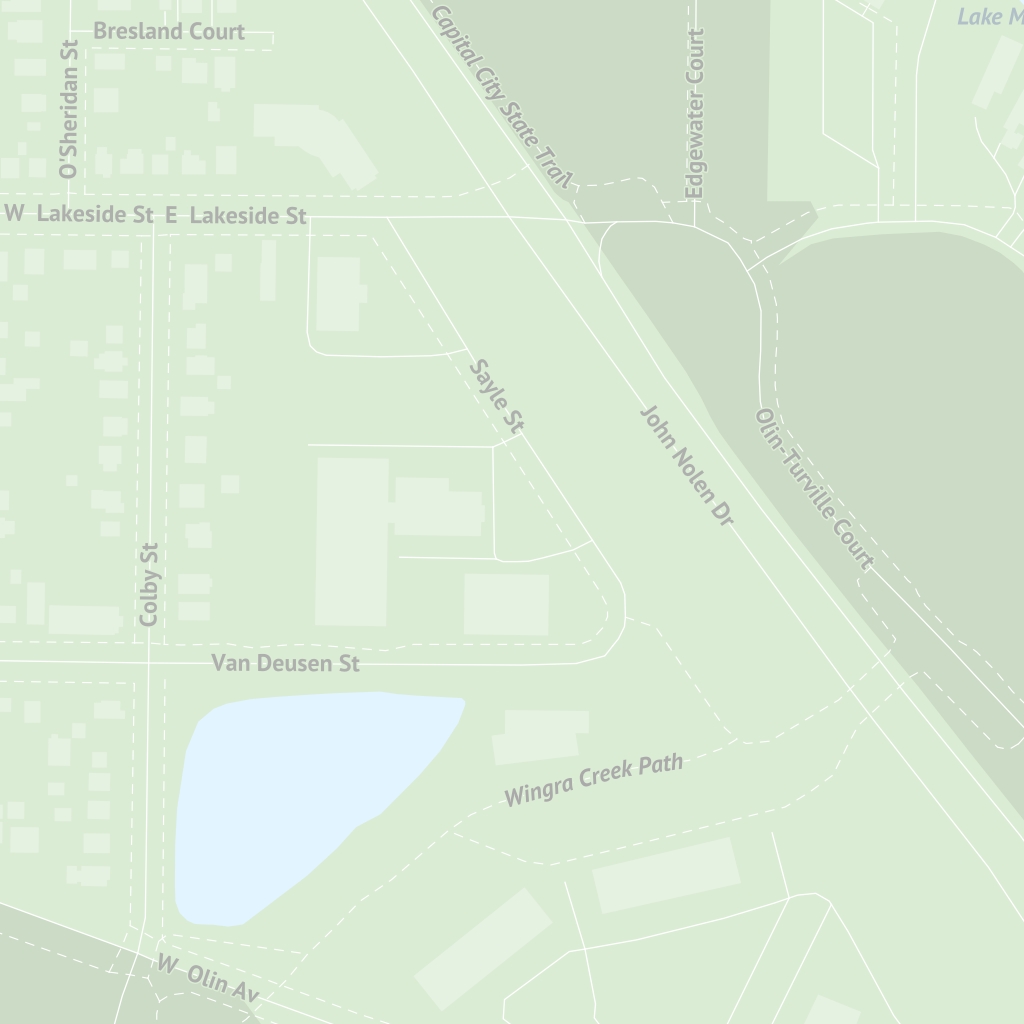 Bresland Court
O'Sheridan St
Capital City State Trail
Edgewater Court
Lake M
W Lakeside St
E Lakeside St
Sayle St
John Nolen Dr
Olin-Turville Court
Colby St
Van Deusen St
Wingra Creek Path
W Olin Av